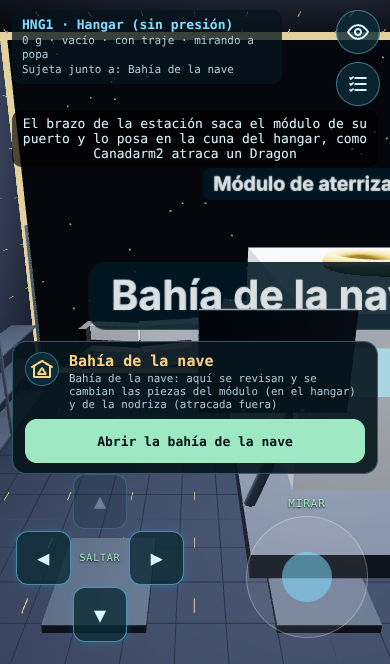 HNG1 · Hangar (sin presión)
0 g · vacío · con traje · mirando a
popa
Sujeta junto a: Bahía de la nave
El brazo de la estación saca el módulo de su
puerto y lo posa en la cuna del hangar, como
Canadarm2 atraca un Dragon
Módulo de aterriza
Bahía de la na
Bahía de la nave
Bahía de la nave: aquí se revisan y se
cambian las piezas del módulo (en el hangar)
y de la nodriza (atracada fuera)
Abrir la bahía de la nave
MIRAR
SALTAR